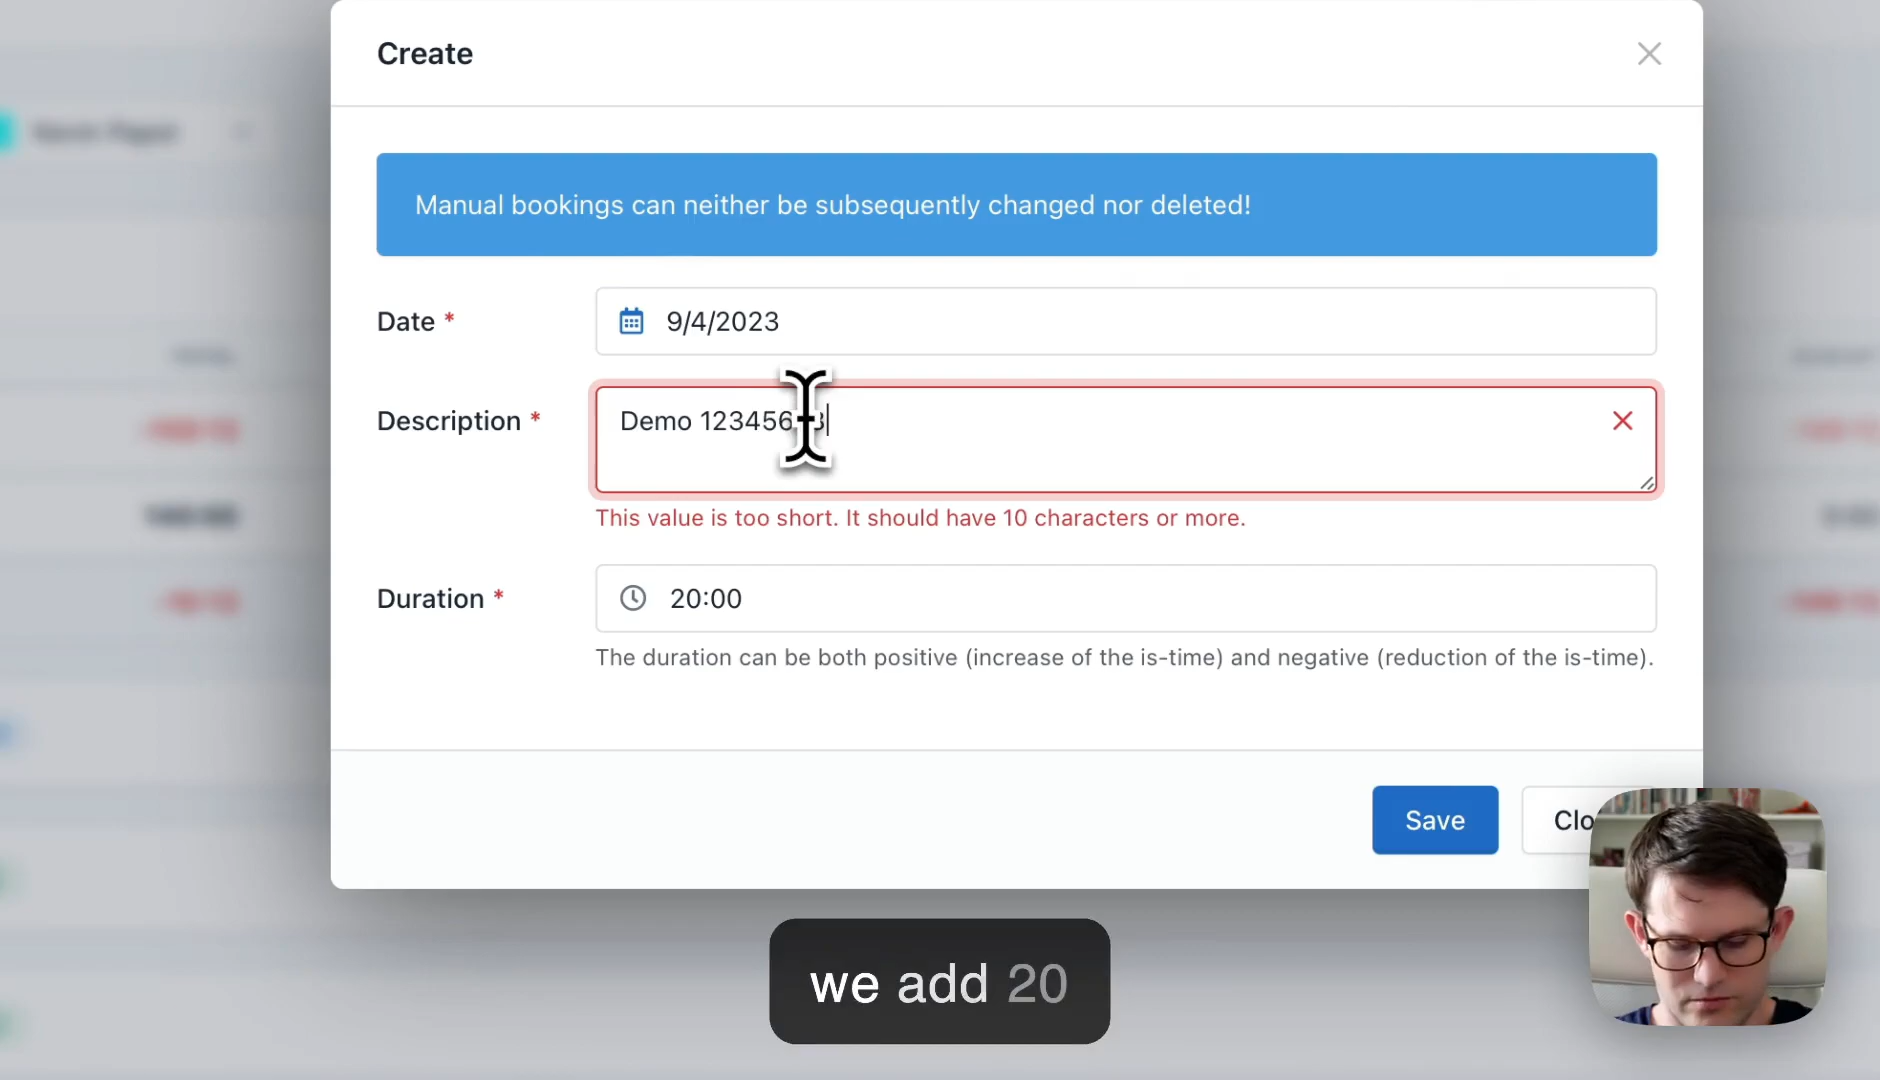 Create
Manual bookings can neither be subsequently changed nor deleted!
Date *
9/4/2023
Description *
Demo 123456
This value is too short. It should have 10 characters or more.
Duration *
20:00
The duration can be both positive (increase of the is-time) and negative (reduction of the is-time).
Save
Clo
we add 20